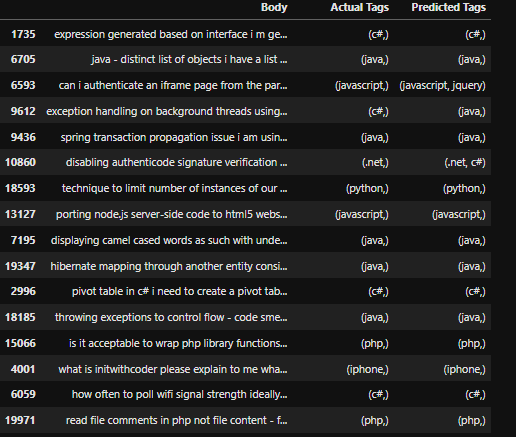 Body Actual Tags Predicted Tags
1735 expression generated based on interface i m ge... (c#,) (c#,)
6705 java - distinct list of objects i have a list ... (java,) (java,)
6593 can i authenticate an iframe page from the par... (javascript,) (javascript, jquery)
9612 exception handling on background threads using... (c#,) (java,)
9436 spring transaction propagation issue i am usin... (java,) (java,)
10860 disabling authenticode signature verification ... (.net,) (.net, c#)
18593 technique to limit number of instances of our ... (python,) (python,)
13127 porting node.js server-side code to html5 webs... (javascript,) (javascript,)
7195 displaying camel cased words as such with unde... (java,) (java,)
19347 hibernate mapping through another entity consi... (java,) (java,)
2996 pivot table in c# i need to create a pivot tab... (c#,) (c#,)
18185 throwing exceptions to control flow - code sme... (java,) (java,)
15066 is it acceptable to wrap php library functions... (php,) (php,)
4001 what is initwithcoder please explain to me wha... (iphone,) (iphone,)
6059 how often to poll wifi signal strength ideally... (c#,) (c#,)
19971 read file comments in php not file content - f... (php,) (php,)